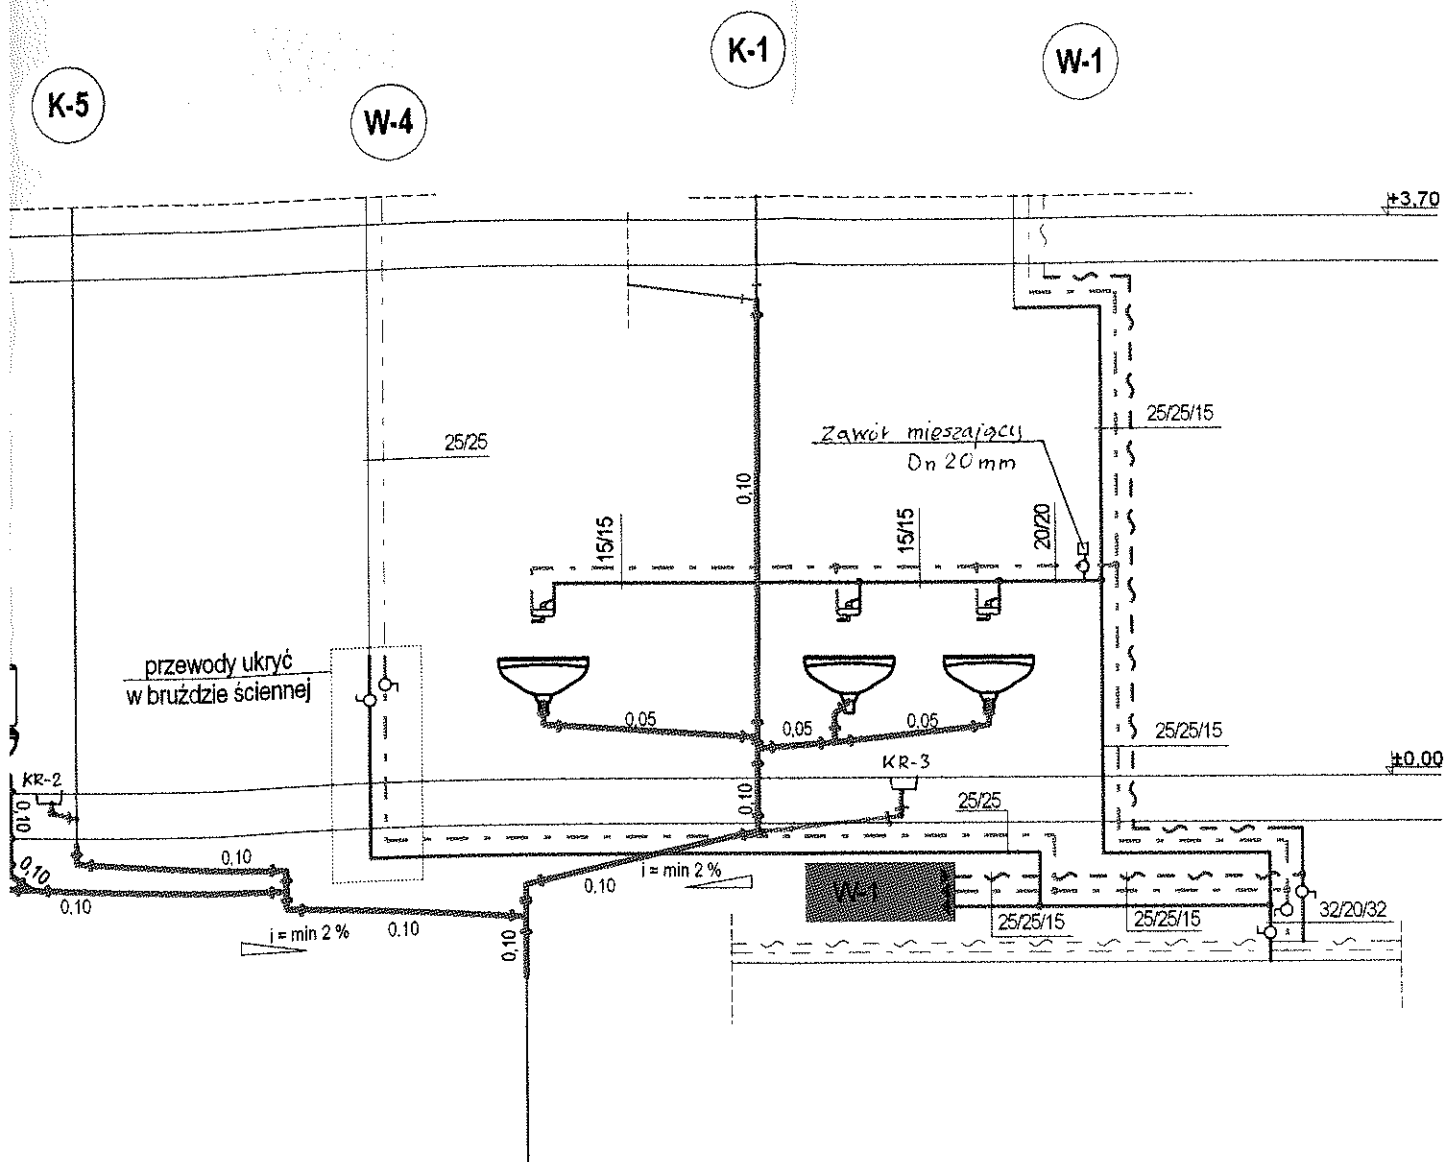 K-5
W-4
K-1
W-1
±3,70
25/25
Zawór mieszający
Dn 20 mm
25/25/15
0,10
15/15
15/15
20/20
przewody ukryć
w bruździe ściennej
0,05
0,05
0,05
25/25/15
±0,00
KR-2
KR-3
0,10
0,10
25/25
0,10
0,10
0,10
i = min 2 %
0,10
W-1
0,10
i = min 2 %
0,10
0,10
25/25/15
25/25/15
32/20/32